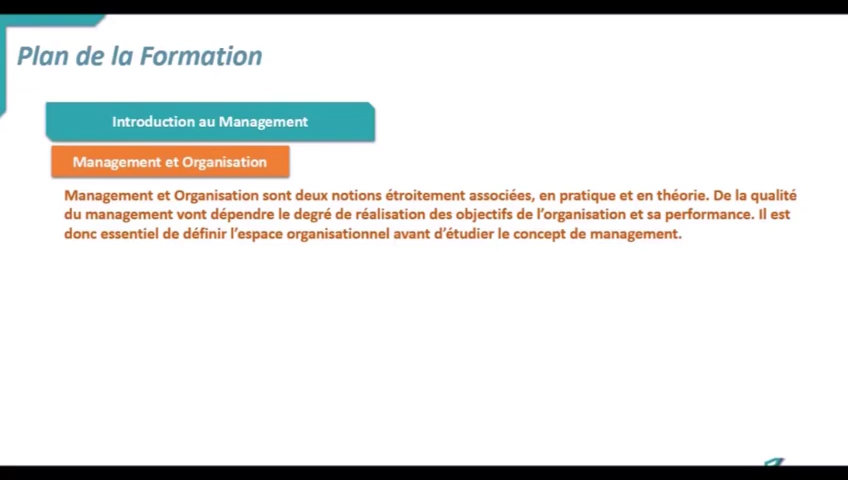 Plan de la Formation
Introduction au Management
Management et Organisation
Management et Organisation sont deux notions étroitement associées, en pratique et en théorie. De la qualité
du management vont dépendre le degré de réalisation des objectifs de l’organisation et sa performance. Il est
donc essentiel de définir l’espace organisationnel avant d’étudier le concept de management.